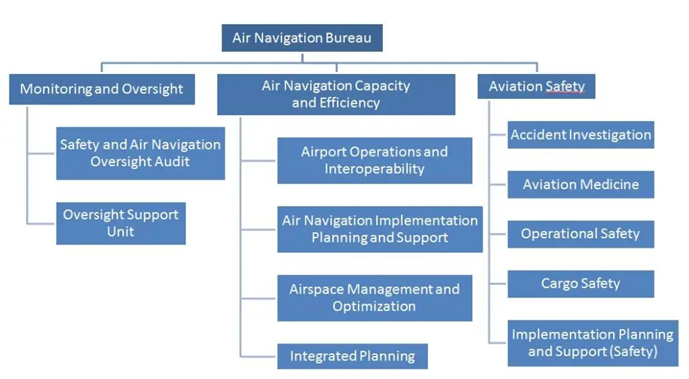 Air Navigation Bureau
Monitoring and Oversight
Safety and Air Navigation
Oversight Audit
Oversight Support
Unit
Air Navigation Capacity
and Efficiency
Airport Operations and
Interoperability
Air Navigation Implementation
Planning and Support
Airspace Management and
Optimization
Integrated Planning
Aviation Safety
Accident Investigation
Aviation Medicine
Operational Safety
Cargo Safety
Implementation Planning
and Support (Safety)